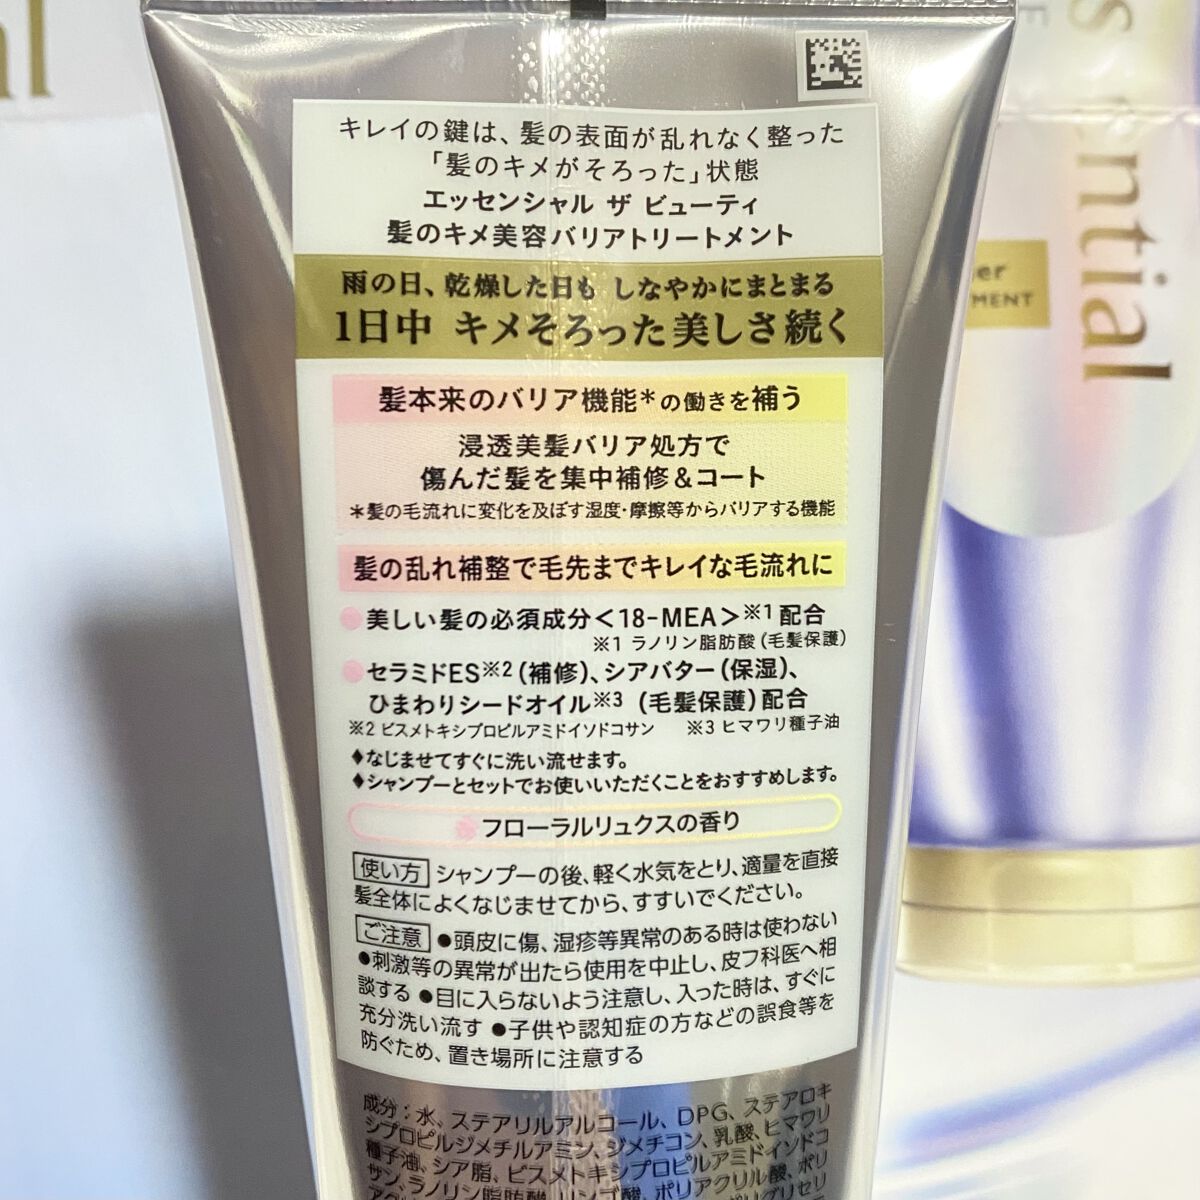 キレイの鍵は、髪の表面が乱れなく整った
「髪のキメがそろった」状態
エッセンシャル ザ ビューティ
髪のキメ美容バリアトリートメント
雨の日、乾燥した日も しなやかにまとまる
1日中 キメそろった美しさ続く
髪本来のバリア機能*の働きを補う
浸透美髪バリア処方で
傷んだ髪を集中補修&コート
*髪の毛流れに変化を及ぼす湿度・摩擦等からバリアする機能
髪の乱れ補整で毛先までキレイな毛流れに
●美しい髪の必須成分<18-MEA>※1配合
※1 ラノリン脂肪酸(毛髪保護)
●セラミドES※2(補修)、シアバター(保湿)、
ひまわりシードオイル※3(毛髪保護)配合
※2 ビスメトキシプロピルアミドイソドコサン ※3 ヒマワリ種子油
♦なじませてすぐに洗い流せます。
♦シャンプーとセットでお使いいただくことをおすすめします。
フローラルリュクスの香り
使い方 シャンプーの後、軽く水気をとり、適量を直接
髪全体によくなじませてから、すすいでください。
ご注意 ●頭皮に傷、湿疹等異常のある時は使わない
●刺激等の異常が出たら使用を中止し、皮フ科医へ相
談する ●目に入らないよう注意し、入った時は、すぐに
充分洗い流す ●子供や認知症の方などの誤食等を
防ぐため、置き場所に注意する
成分:水、ステアリルアルコール、DPG、ステアロキ
シプロピルジメチルアミン、ジメチコン、乳酸、ヒマワリ
種子油、シア脂、ビスメトキシプロピルアミドイソドコ
サン、ラノリン脂肪酸、リンゴ酸、ポリアクリル酸、ポリ
ential
MENT